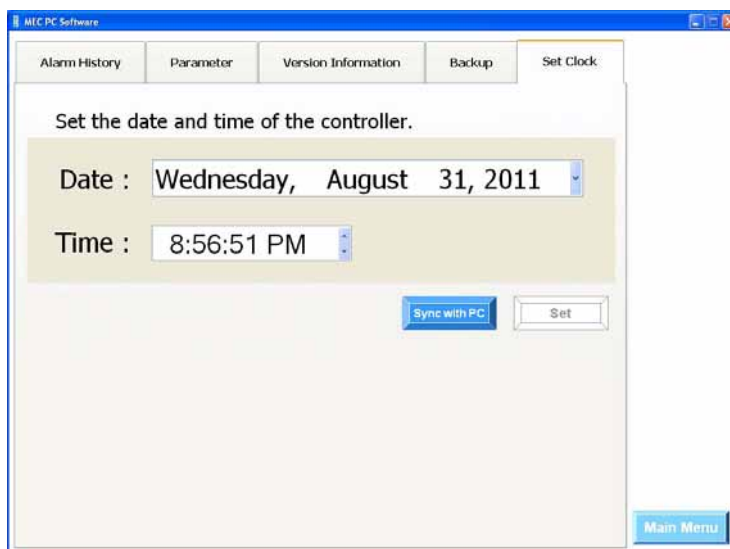 MEC PC Software
Alarm History Parameter Version Information Backup Set Clock
Set the date and time of the controller.
Date : Wednesday, August 31, 2011
Time : 8:56:51 PM
Sync with PC Set
Main Menu